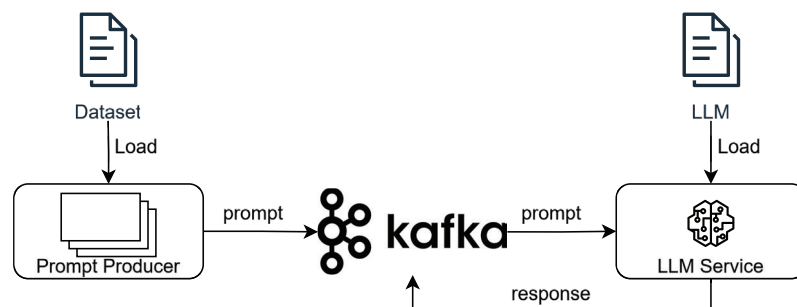 Dataset
LLM
Load
Load
prompt
kafka
prompt
Prompt Producer
LLM Service
response